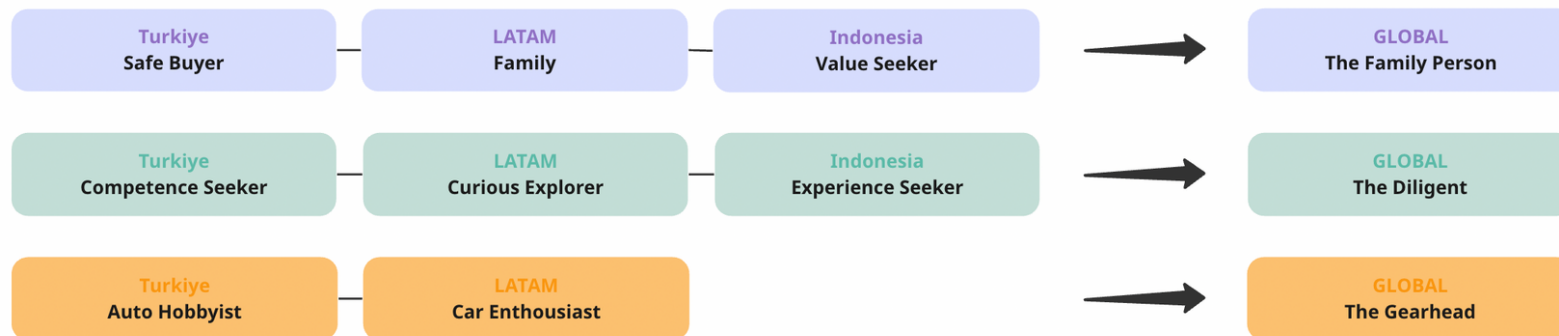 Turkiye
Safe Buyer
LATAM
Family
Indonesia
Value Seeker
GLOBAL
The Family Person
Turkiye
Competence Seeker
LATAM
Curious Explorer
Indonesia
Experience Seeker
GLOBAL
The Diligent
Turkiye
Auto Hobbyist
LATAM
Car Enthusiast
GLOBAL
The Gearhead